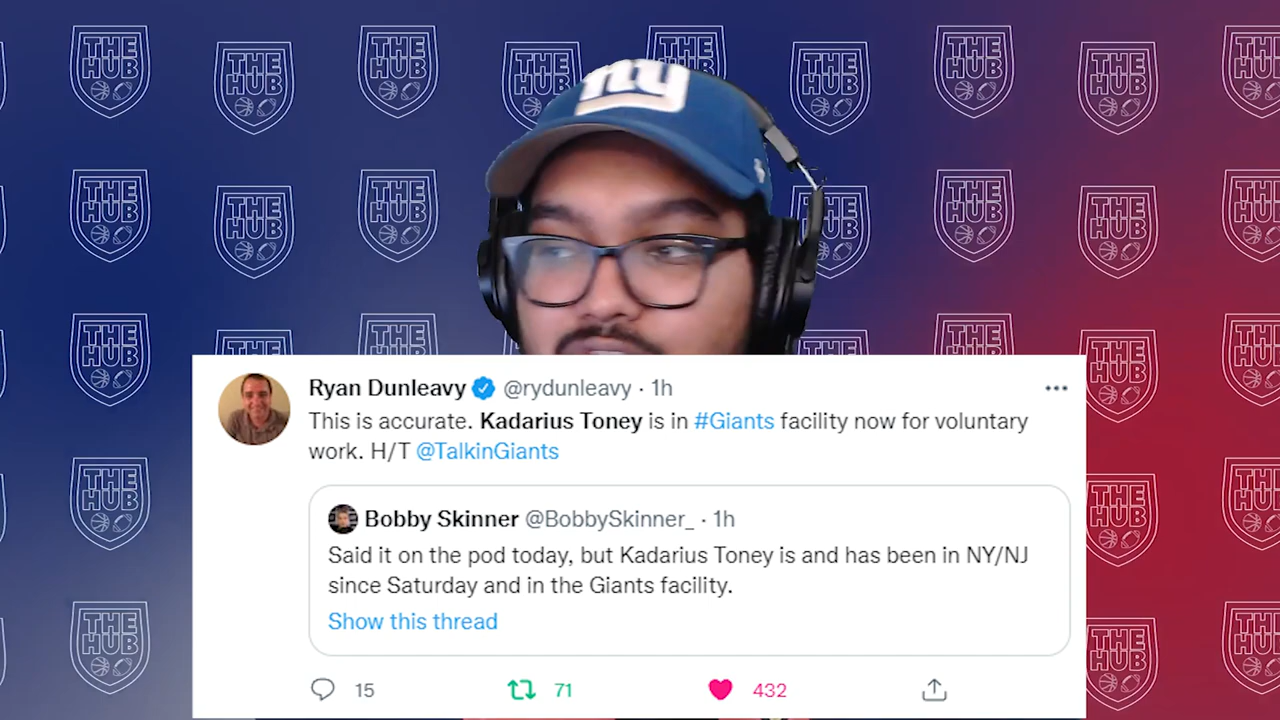 THE HUB
ny
Ryan Dunleavy @rydunleavy · 1h
This is accurate. Kadarius Toney is in #Giants facility now for voluntary
work. H/T @TalkinGiants
Bobby Skinner @BobbySkinner_ · 1h
Said it on the pod today, but Kadarius Toney is and has been in NY/NJ
since Saturday and in the Giants facility.
Show this thread
15
71
432